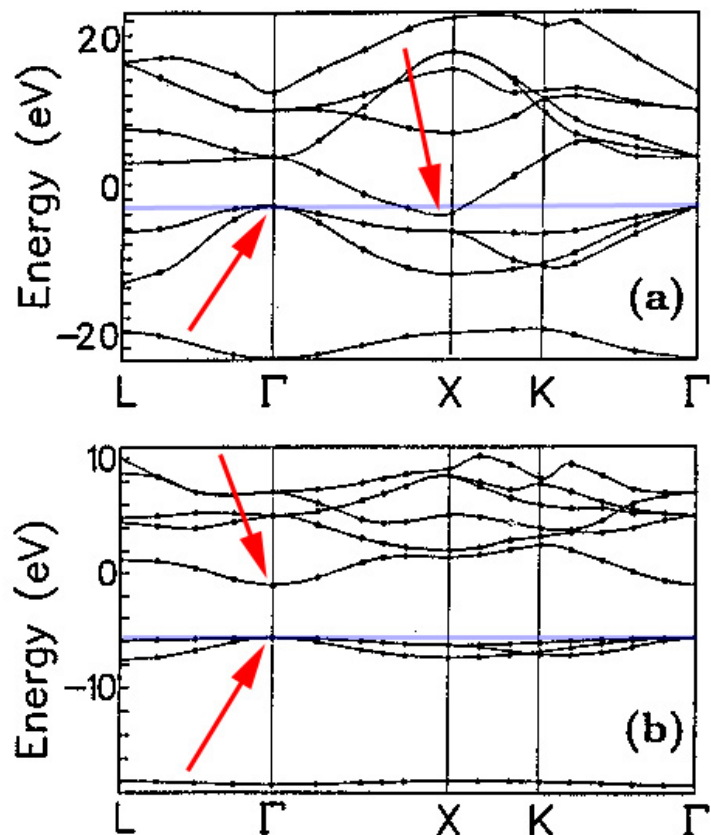 20
0
-20
Energy (eV)
(a)
L Γ X K Γ
10
0
-10
Energy (eV)
(b)
L Γ X K Γ